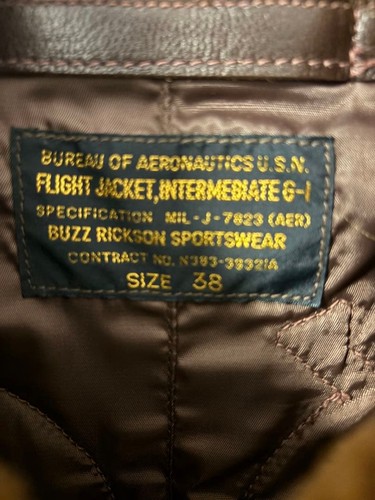 BUREAU OF AERONAUTICS U.S.N.
FLIGHT JACKET, INTERMEDIATE G-1
SPECIFICATION MIL-J-7823 (AER)
BUZZ RICKSON SPORTSWEAR
CONTRACT NO. N383-39321A
SIZE 38